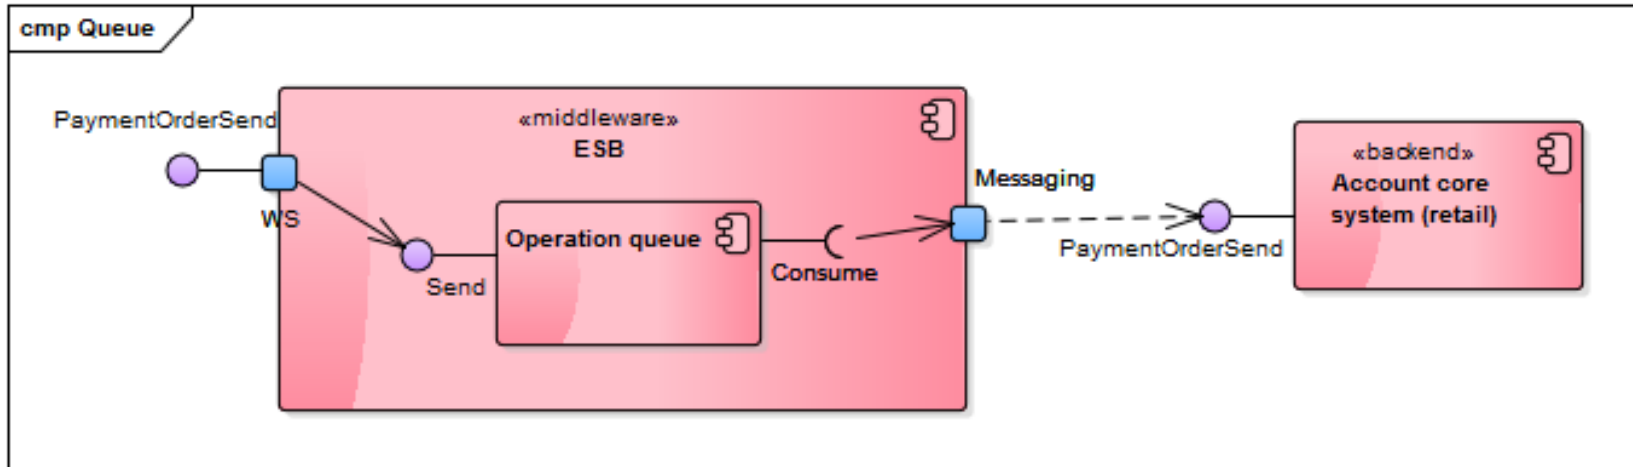 cmp Queue
PaymentOrderSend
«middleware»
ESB
WS
Send
Operation queue
Consume
Messaging
PaymentOrderSend
«backend»
Account core
system (retail)